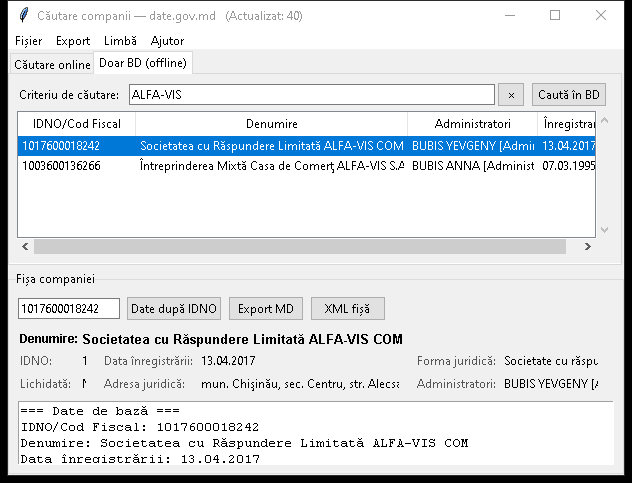 Căutare companii — date.gov.md (Actualizat: 40)
Fișier Export Limbă Ajutor
Căutare online Doar BD (offline)
Criteriu de căutare: ALFA-VIS × Caută în BD
IDNO/Cod Fiscal Denumire Administratori Înregistrar
1017600018242 Societatea cu Răspundere Limitată ALFA-VIS COM BUBIS YEVGENY [Admi 13.04.2017
1003600136266 Întreprinderea Mixtă Casa de Comerţ ALFA-VIS S.A BUBIS ANNA [Administ 07.03.1995
Fișa companiei
1017600018242 Date după IDNO Export MD XML fișă
Denumire: Societatea cu Răspundere Limitată ALFA-VIS COM
IDNO: 1 Data înregistrării: 13.04.2017 Forma juridică: Societate cu răspu
Lichidată: Adresa juridică: mun. Chişinău, sec. Centru, str. Alecsa Administratori: BUBIS YEVGENY [A
=== Date de bază ===
IDNO/Cod Fiscal: 1017600018242
Denumire: Societatea cu Răspundere Limitată ALFA-VIS COM
Data înregistrării: 13.04.2017